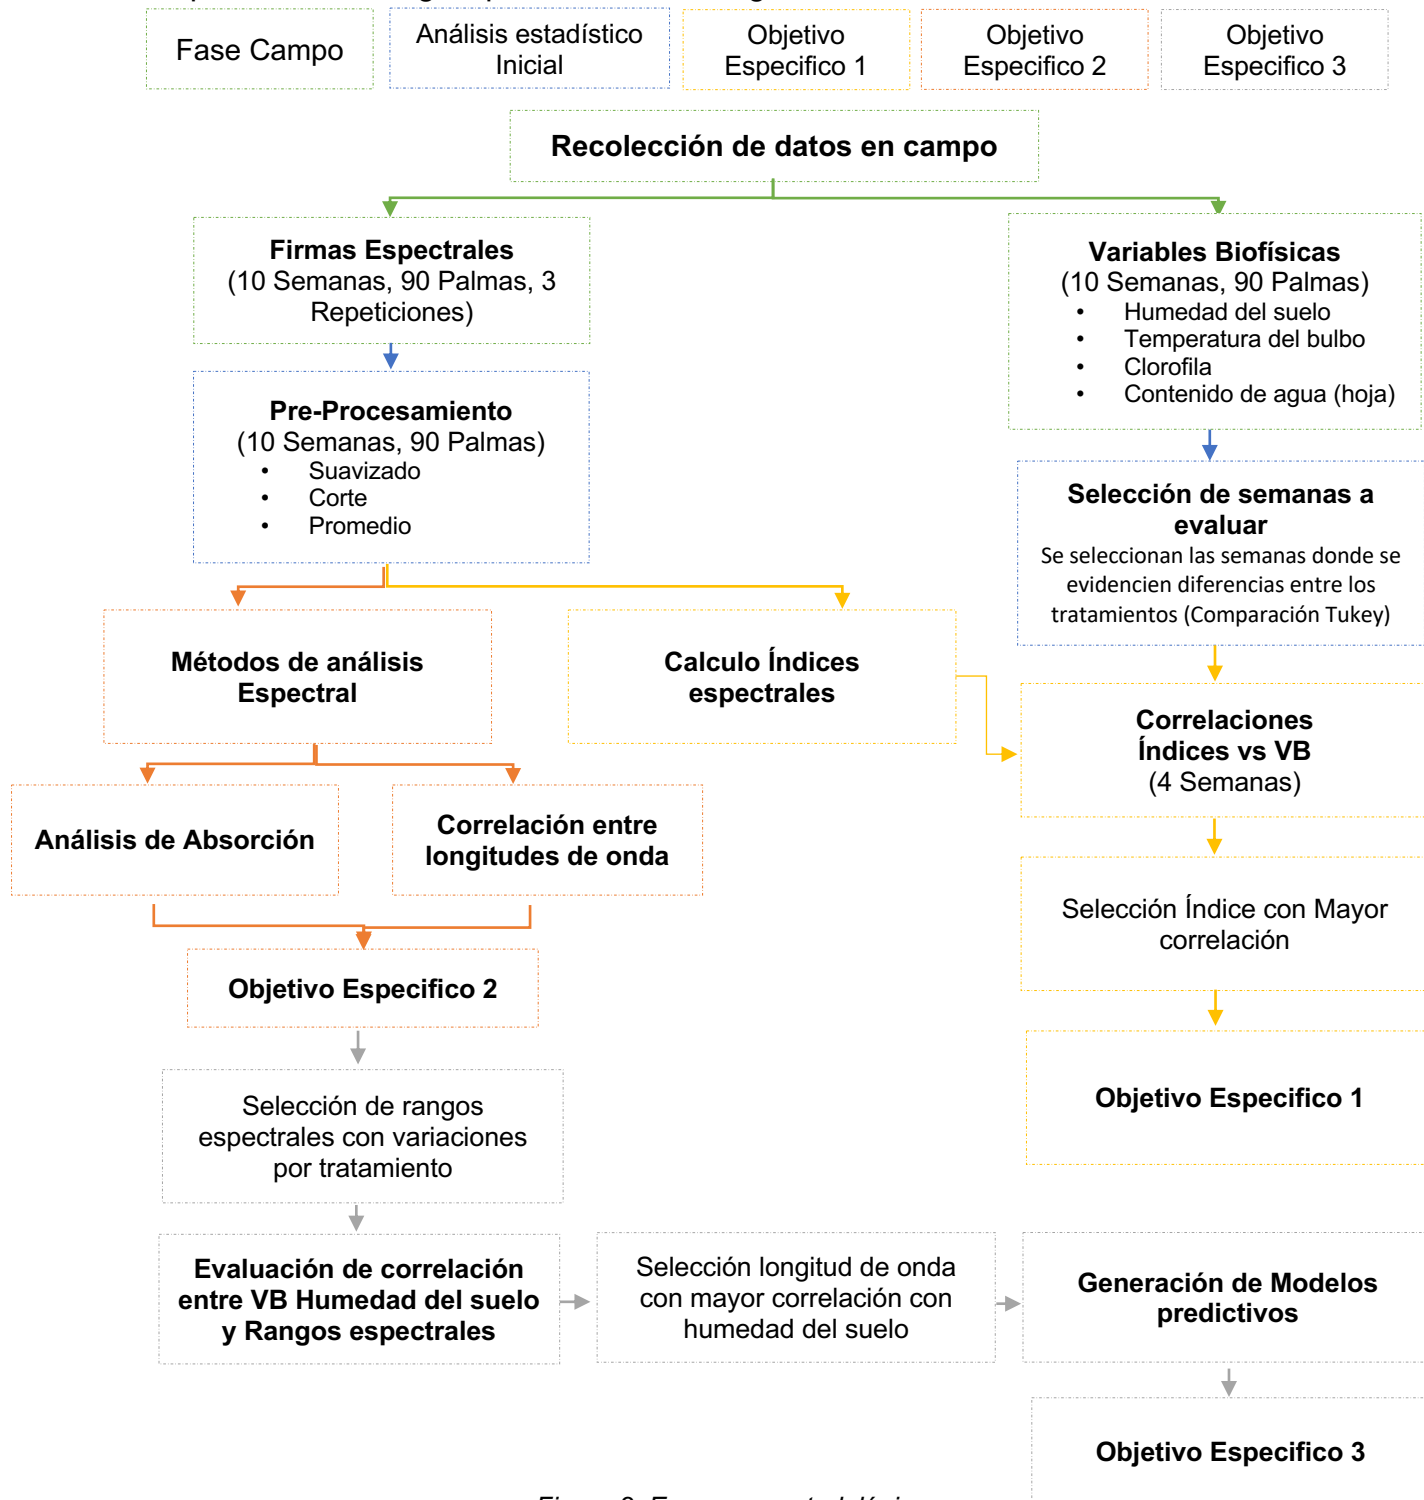 Fase Campo
Análisis estadístico
Inicial
Objetivo
Especifico 1
Objetivo
Especifico 2
Objetivo
Especifico 3
Recolección de datos en campo
Firmas Espectrales
(10 Semanas, 90 Palmas, 3
Repeticiones)
Variables Biofísicas
(10 Semanas, 90 Palmas)
• Humedad del suelo
• Temperatura del bulbo
• Clorofila
• Contenido de agua (hoja)
Pre-Procesamiento
(10 Semanas, 90 Palmas)
• Suavizado
• Corte
• Promedio
Selección de semanas a
evaluar
Se seleccionan las semanas donde se
evidencien diferencias entre los
tratamientos (Comparación Tukey)
Métodos de análisis
Espectral
Calculo Índices
espectrales
Correlaciones
Índices vs VB
(4 Semanas)
Análisis de Absorción
Correlación entre
longitudes de onda
Selección Índice con Mayor
correlación
Objetivo Especifico 2
Objetivo Especifico 1
Selección de rangos
espectrales con variaciones
por tratamiento
Evaluación de correlación
entre VB Humedad del suelo
y Rangos espectrales
Selección longitud de onda
con mayor correlación con
humedad del suelo
Generación de Modelos
predictivos
Objetivo Especifico 3